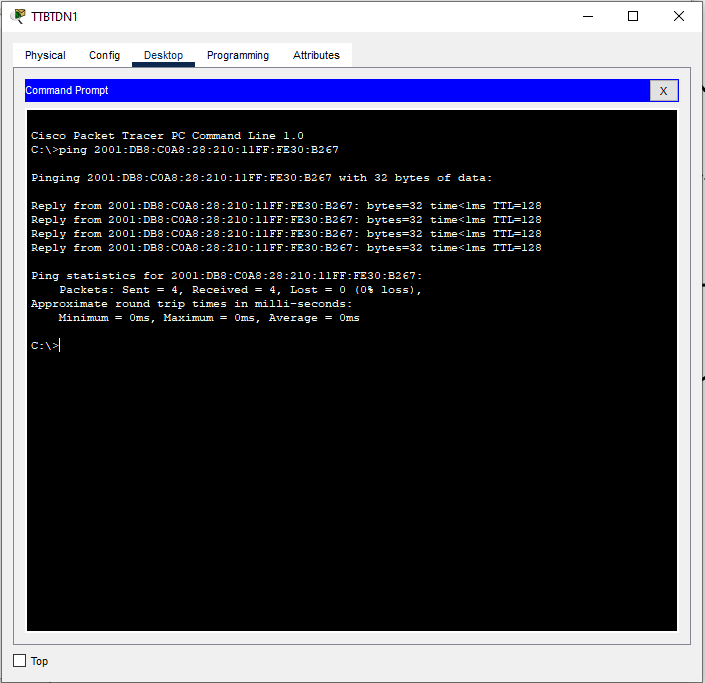 TTBTDN1
Physical Config Desktop Programming Attributes
Command Prompt X
Cisco Packet Tracer PC Command Line 1.0
C:\>ping 2001:DB8:C0A8:28:210:11FF:FE30:B267
Pinging 2001:DB8:C0A8:28:210:11FF:FE30:B267 with 32 bytes of data:
Reply from 2001:DB8:C0A8:28:210:11FF:FE30:B267: bytes=32 time<1ms TTL=128
Reply from 2001:DB8:C0A8:28:210:11FF:FE30:B267: bytes=32 time<1ms TTL=128
Reply from 2001:DB8:C0A8:28:210:11FF:FE30:B267: bytes=32 time<1ms TTL=128
Reply from 2001:DB8:C0A8:28:210:11FF:FE30:B267: bytes=32 time<1ms TTL=128
Ping statistics for 2001:DB8:C0A8:28:210:11FF:FE30:B267:
Packets: Sent = 4, Received = 4, Lost = 0 (0% loss),
Approximate round trip times in milli-seconds:
Minimum = 0ms, Maximum = 0ms, Average = 0ms
C:\>
Top